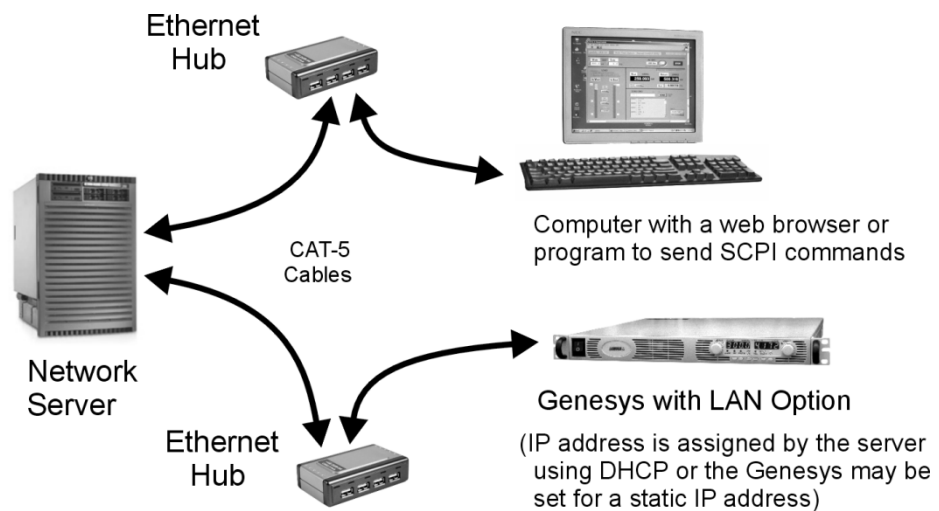 Ethernet
Hub
Computer with a web browser or
program to send SCPI commands
CAT-5
Cables
Network
Server
Genesys with LAN Option
(IP address is assigned by the server
using DHCP or the Genesys may be
set for a static IP address)
Ethernet
Hub